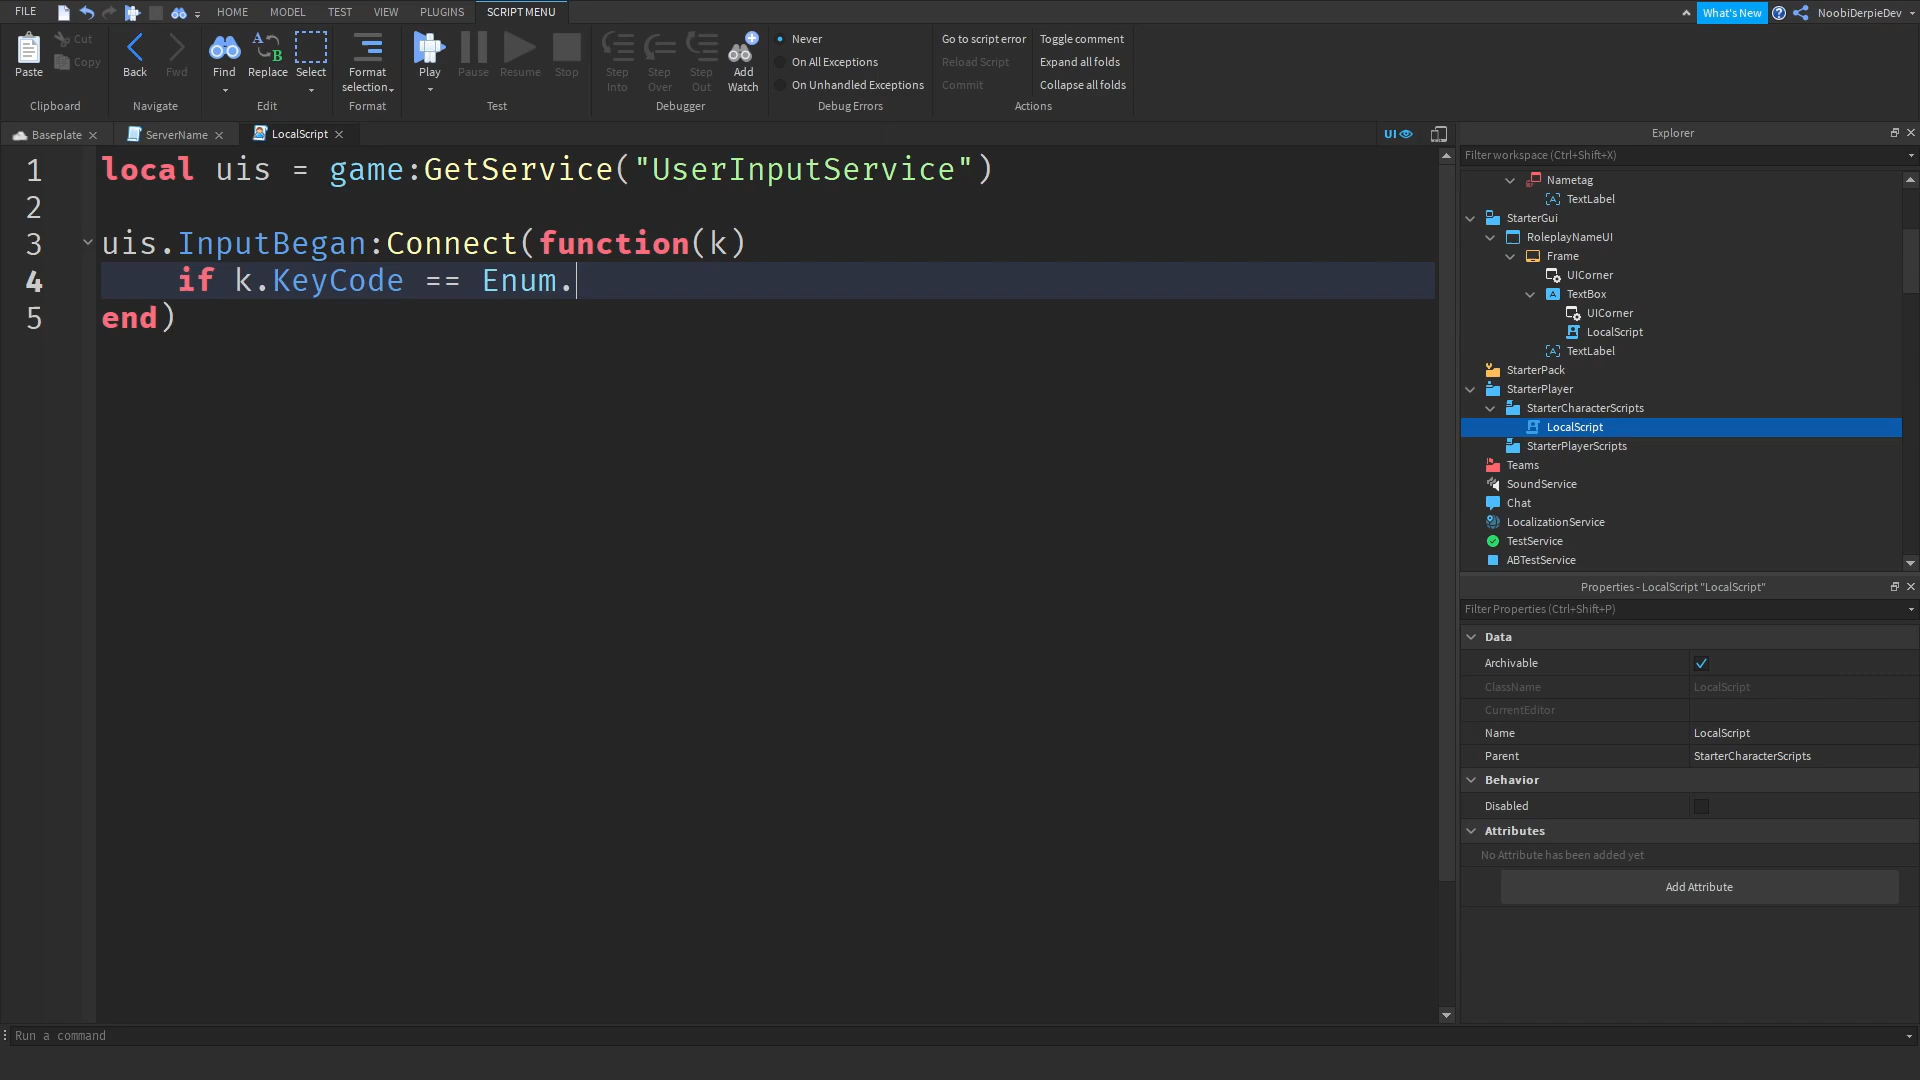 FILE HOME MODEL TEST VIEW PLUGINS SCRIPT MENU What's New NoobiDerpieDev
Paste Cut Copy Clipboard
Back Fwd Navigate
Find Replace Select Edit
Format selection Format
Play Pause Resume Stop Test
Step Into Step Over Step Out Add Watch Debugger
Never
On All Exceptions
On Unhandled Exceptions
Debug Errors
Go to script error Toggle comment
Reload Script Expand all folds
Commit Collapse all folds
Actions
Baseplate ServerName LocalScript UI
1 local uis = game:GetService("UserInputService")
2
3 uis.InputBegan:Connect(function(k)
4 if k.KeyCode == Enum.
5 end)
Explorer
Filter workspace (Ctrl+Shift+X)
Nametag
TextLabel
StarterGui
RoleplayNameUI
Frame
UICorner
TextBox
UICorner
LocalScript
TextLabel
StarterPack
StarterPlayer
StarterCharacterScripts
LocalScript
StarterPlayerScripts
Teams
SoundService
Chat
LocalizationService
TestService
ABTestService
Properties - LocalScript "LocalScript"
Filter Properties (Ctrl+Shift+P)
Data
Archivable
ClassName LocalScript
CurrentEditor
Name LocalScript
Parent StarterCharacterScripts
Behavior
Disabled
Attributes
No Attribute has been added yet
Add Attribute
Run a command